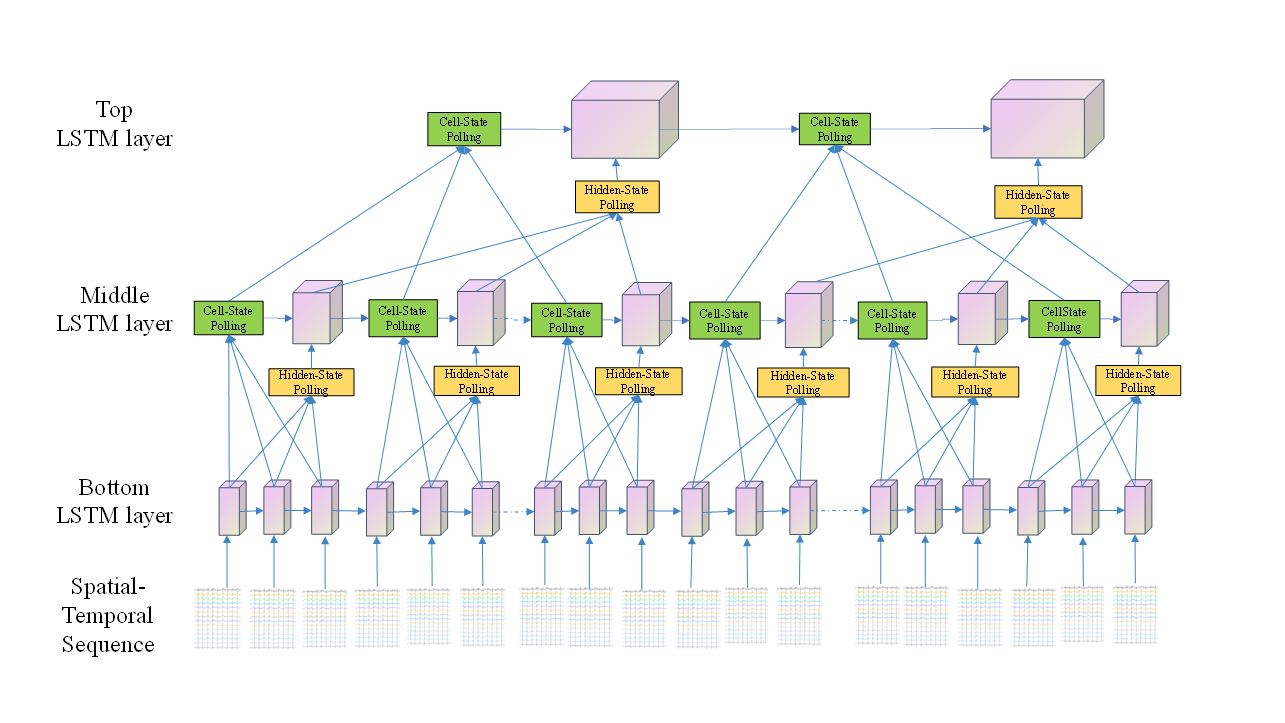 Top
LSTM layer
Cell-State
Polling
Cell-State
Polling
Hidden-State
Polling
Hidden-State
Polling
Middle
LSTM layer
Cell-State
Polling
Cell-State
Polling
Cell-State
Polling
Cell-State
Polling
Cell-State
Polling
CellState
Polling
Hidden-State
Polling
Hidden-State
Polling
Hidden-State
Polling
Hidden-State
Polling
Hidden-State
Polling
Hidden-State
Polling
Bottom
LSTM layer
Spatial-
Temporal
Sequence